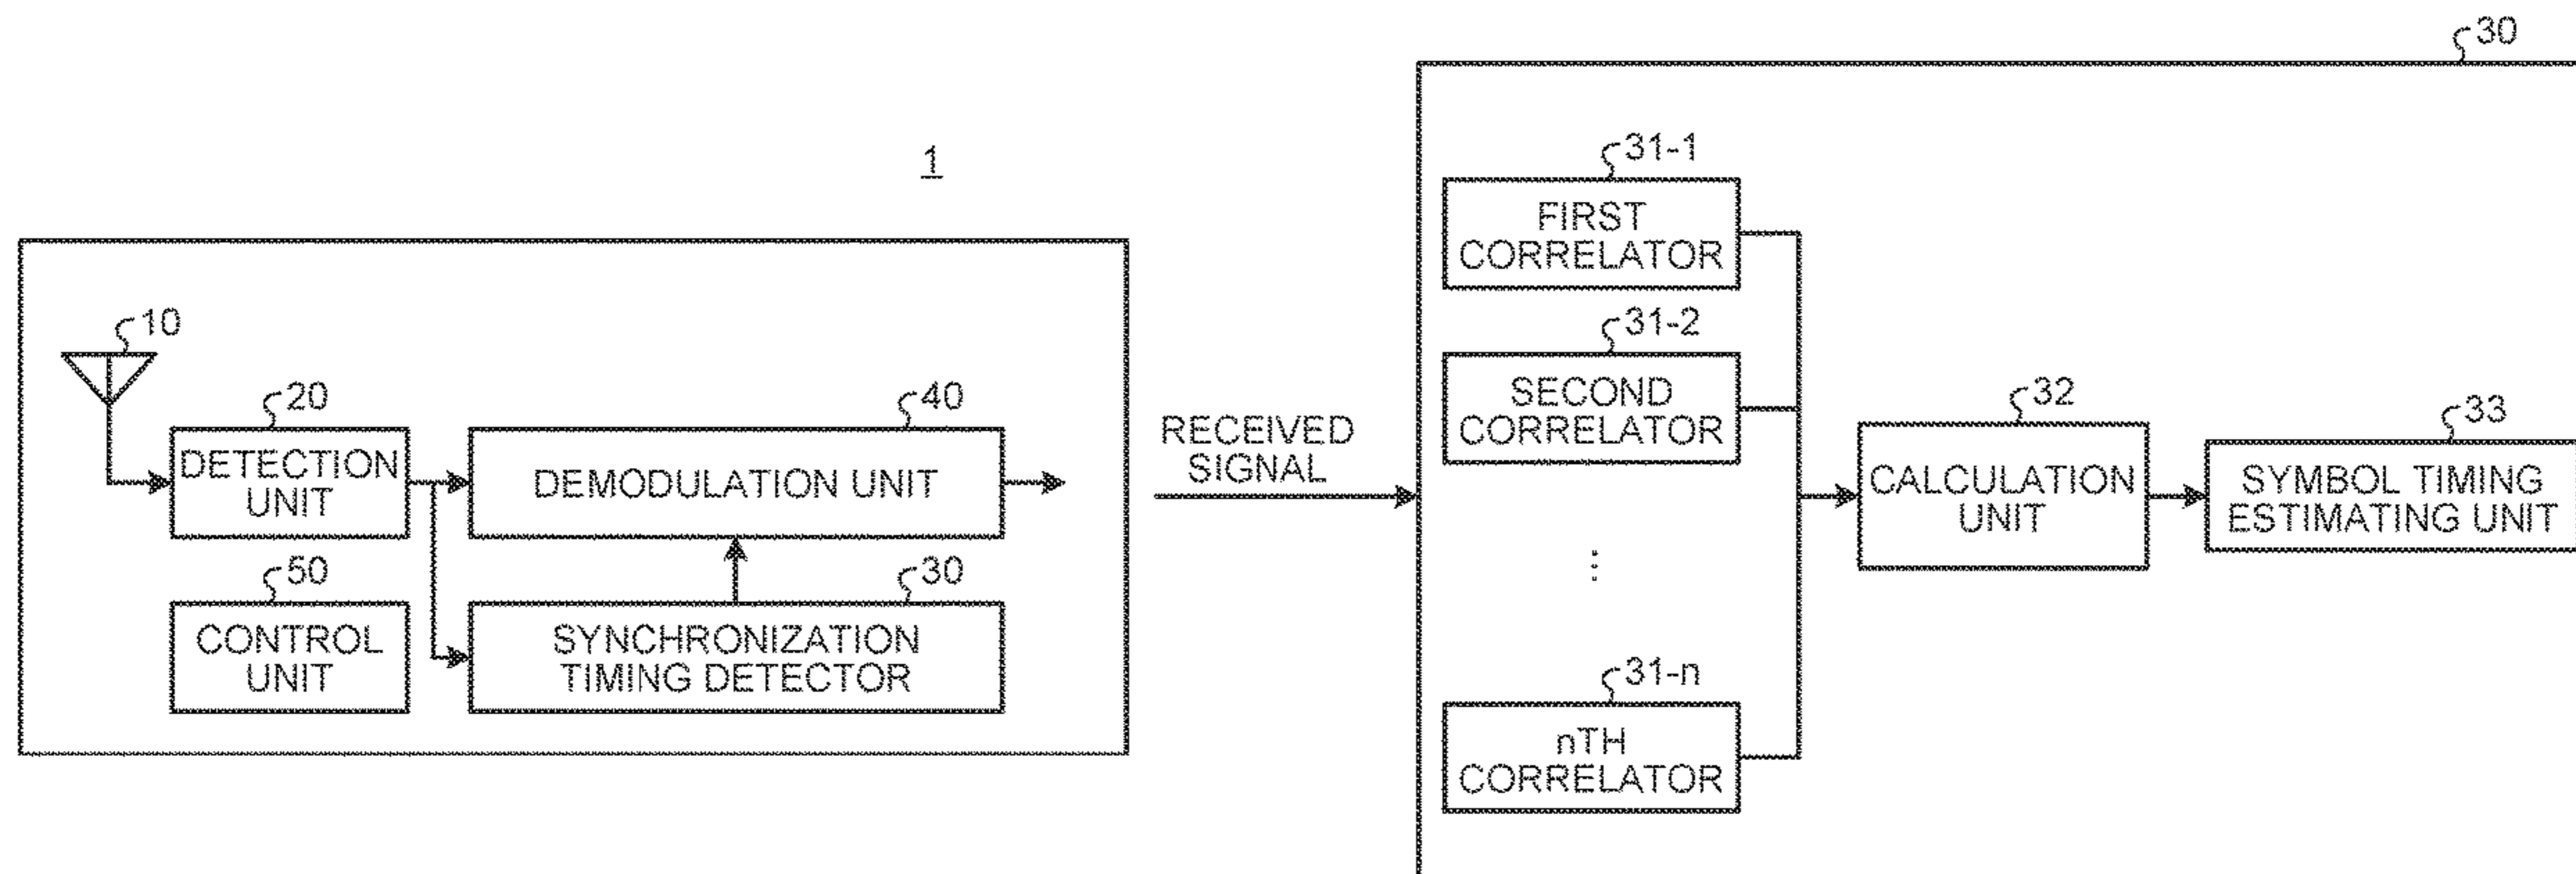 1
10
20
DETECTION
UNIT
40
DEMODULATION UNIT
50
CONTROL
UNIT
30
SYNCHRONIZATION
TIMING DETECTOR
RECEIVED
SIGNAL
30
31-1
FIRST
CORRELATOR
31-2
SECOND
CORRELATOR
⋮
31-n
nTH
CORRELATOR
32
CALCULATION
UNIT
33
SYMBOL TIMING
ESTIMATING UNIT